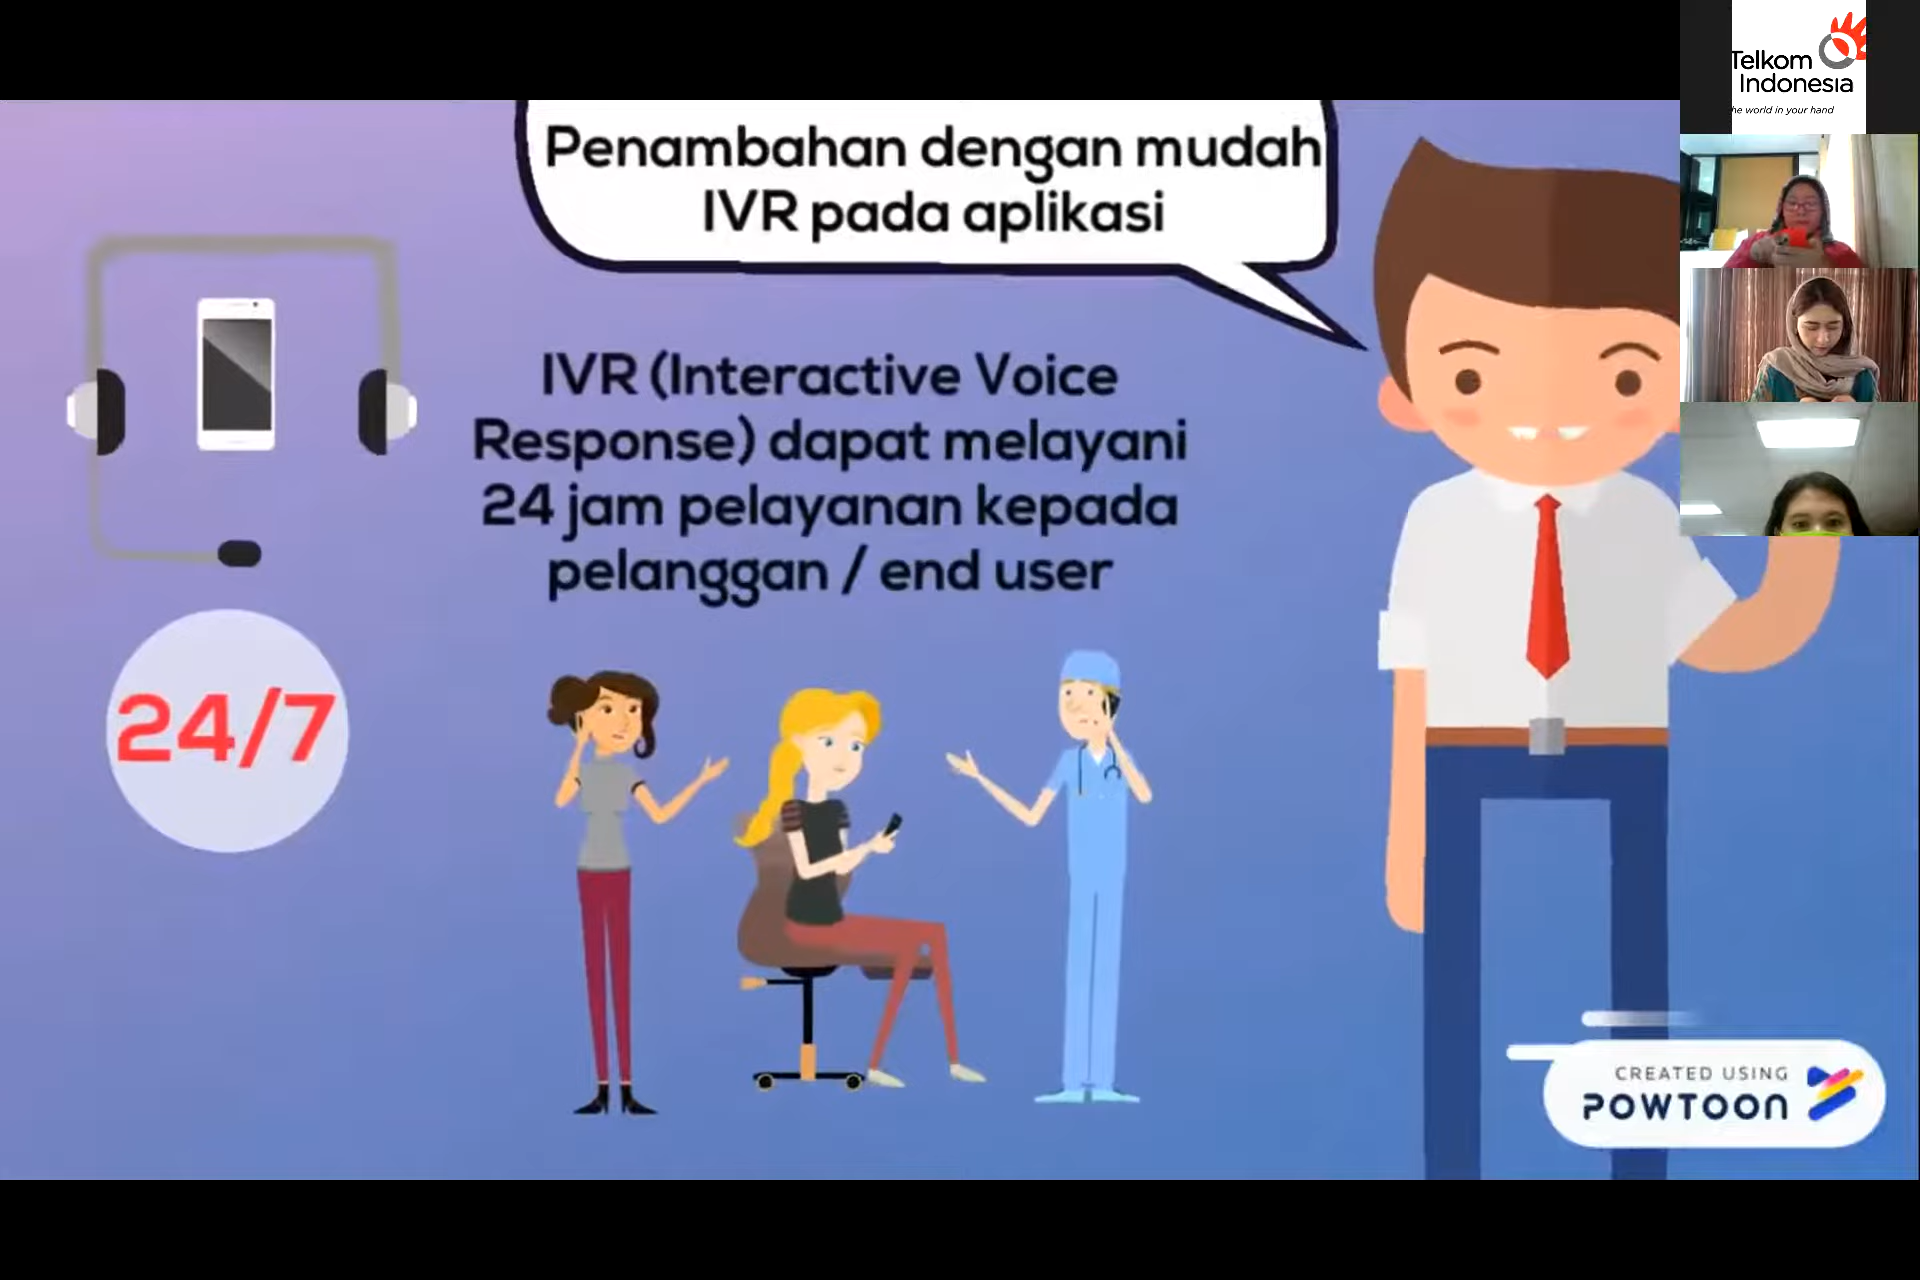 Penambahan dengan mudah
IVR pada aplikasi
IVR (Interactive Voice
Response) dapat melayani
24 jam pelayanan kepada
pelanggan / end user
24/7
Telkom
Indonesia
he world in your hand
CREATED USING
POWTOON